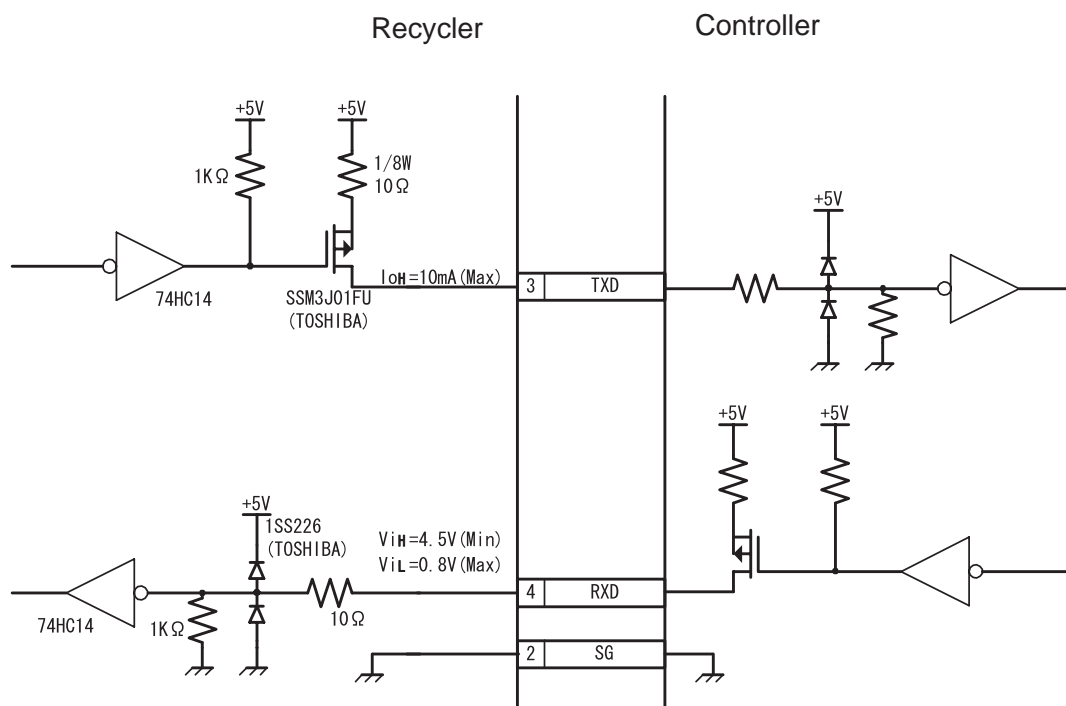 Recycler
Controller
+5V
+5V
1KΩ
1/8W
10Ω
74HC14
SSM3J01FU
(TOSHIBA)
IoH=10mA(Max)
3
TXD
+5V
+5V
+5V
+5V
1SS226
(TOSHIBA)
ViH=4.5V(Min)
ViL=0.8V(Max)
4
RXD
74HC14
1KΩ
10Ω
2
SG